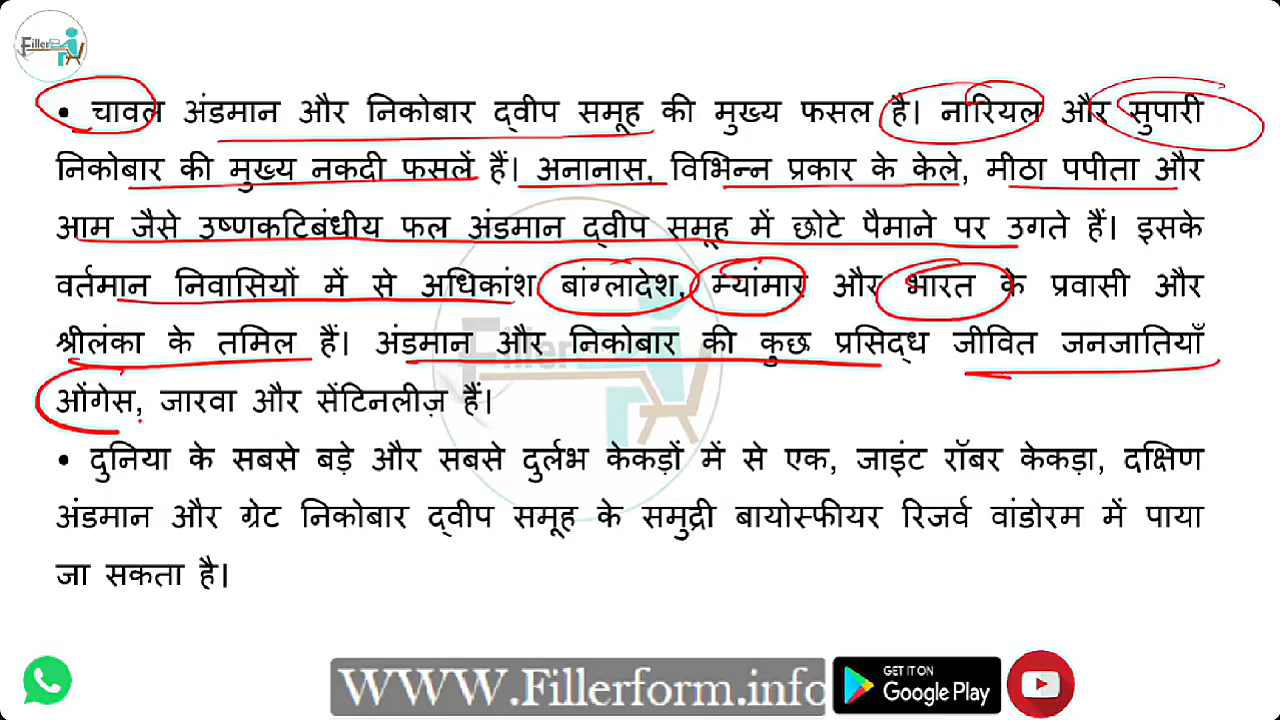 Filler
• चावल अंडमान और निकोबार द्वीप समूह की मुख्य फसल है। नारियल और सुपारी
निकोबार की मुख्य नकदी फसलें हैं। अनानास, विभिन्न प्रकार के केले, मीठा पपीता और
आम जैसे उष्णकटिबंधीय फल अंडमान द्वीप समूह में छोटे पैमाने पर उगते हैं। इसके
वर्तमान निवासियों में से अधिकांश बांग्लादेश, म्यांमार और भारत के प्रवासी और
श्रीलंका के तमिल हैं। अंडमान और निकोबार की कुछ प्रसिद्ध जीवित जनजातियाँ
ओंगेस, जारवा और सेंटिनलीज़ हैं।
• दुनिया के सबसे बड़े और सबसे दुर्लभ केकड़ों में से एक, जाइंट रॉबर केकड़ा, दक्षिण
अंडमान और ग्रेट निकोबार द्वीप समूह के समुद्री बायोस्फीयर रिजर्व वांडोरम में पाया
जा सकता है।
WWW.Fillerform.info
GET IT ON
Google Play